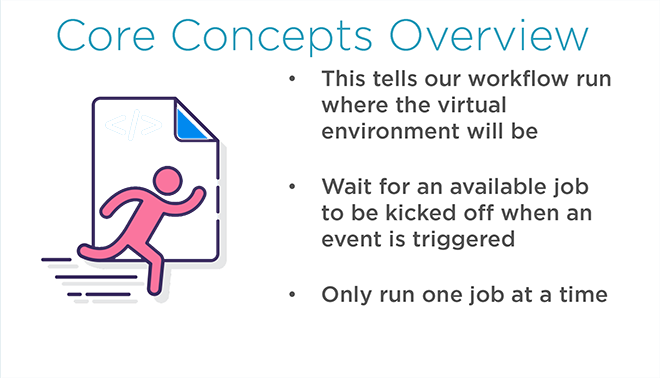 Core Concepts Overview
</>
• This tells our workflow run
where the virtual
environment will be
• Wait for an available job
to be kicked off when an
event is triggered
• Only run one job at a time